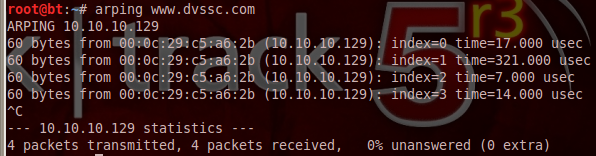 root@bt:~# arping www.dvssc.com
ARPING 10.10.10.129
60 bytes from 00:0c:29:c5:a6:2b (10.10.10.129): index=0 time=17.000 usec
60 bytes from 00:0c:29:c5:a6:2b (10.10.10.129): index=1 time=321.000 usec
60 bytes from 00:0c:29:c5:a6:2b (10.10.10.129): index=2 time=7.000 usec
60 bytes from 00:0c:29:c5:a6:2b (10.10.10.129): index=3 time=14.000 usec
^C
--- 10.10.10.129 statistics ---
4 packets transmitted, 4 packets received,   0% unanswered (0 extra)
k | track 5 r3